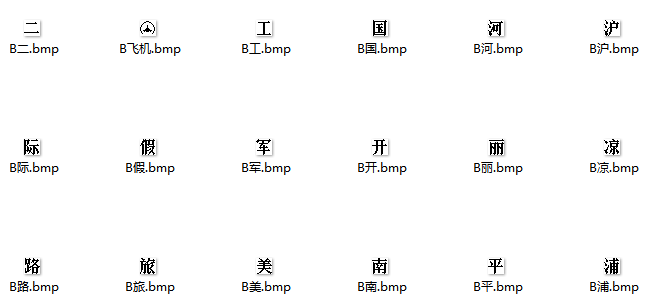 二 工 国 河 沪
B二.bmp B飞机.bmp B工.bmp B国.bmp B河.bmp B沪.bmp
际 假 军 开 丽 凉
B际.bmp B假.bmp B军.bmp B开.bmp B丽.bmp B凉.bmp
路 旅 美 南 平 浦
B路.bmp B旅.bmp B美.bmp B南.bmp B平.bmp B浦.bmp